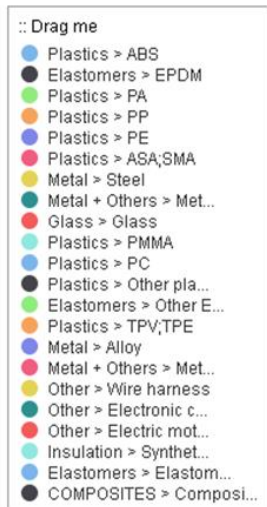 :: Drag me
Plastics > ABS
Elastomers > EPDM
Plastics > PA
Plastics > PP
Plastics > PE
Plastics > ASA;SMA
Metal > Steel
Metal + Others > Met...
Glass > Glass
Plastics > PMMA
Plastics > PC
Plastics > Other pla...
Elastomers > Other E...
Plastics > TPV;TPE
Metal > Alloy
Metal + Others > Met...
Other > Wire harness
Other > Electronic c...
Other > Electric mot...
Insulation > Synthet...
Elastomers > Elastom...
COMPOSITES > Composi...